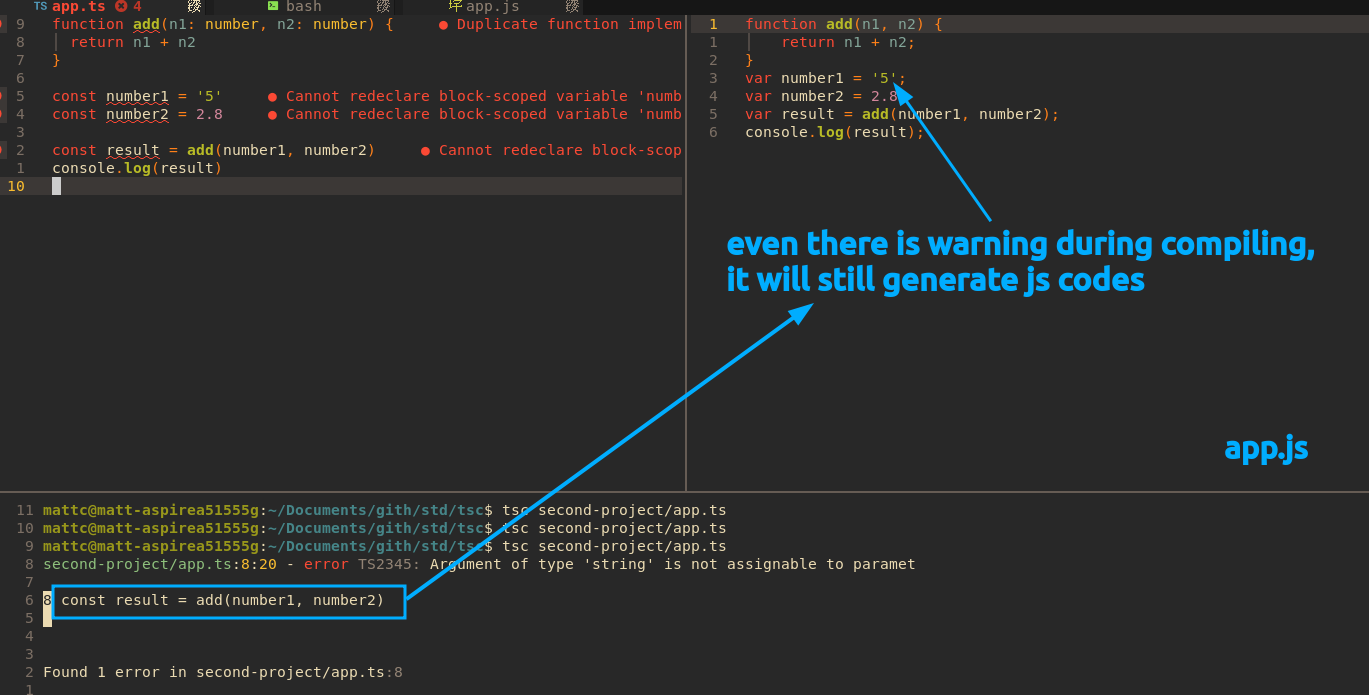 TS app.ts 4 bash app.js
9 function add(n1: number, n2: number) { ● Duplicate function implem
8 return n1 + n2
7 }
6
5 const number1 = '5' ● Cannot redeclare block-scoped variable 'numb
4 const number2 = 2.8 ● Cannot redeclare block-scoped variable 'numb
3
2 const result = add(number1, number2) ● Cannot redeclare block-scop
1 console.log(result)
10
1 function add(n1, n2) {
1 return n1 + n2;
2 }
3 var number1 = '5';
4 var number2 = 2.8
5 var result = add(number1, number2);
6 console.log(result);
even there is warning during compiling,
it will still generate js codes
app.js
11 mattc@matt-aspirea51555g:~/Documents/gith/std/tsc$ tsc second-project/app.ts
10 mattc@matt-aspirea51555g:~/Documents/gith/std/tsc$ tsc second-project/app.ts
9 mattc@matt-aspirea51555g:~/Documents/gith/std/tsc$ tsc second-project/app.ts
8 second-project/app.ts:8:20 - error TS2345: Argument of type 'string' is not assignable to paramet
7
6 8 const result = add(number1, number2)
5
4
3
2 Found 1 error in second-project/app.ts:8
1